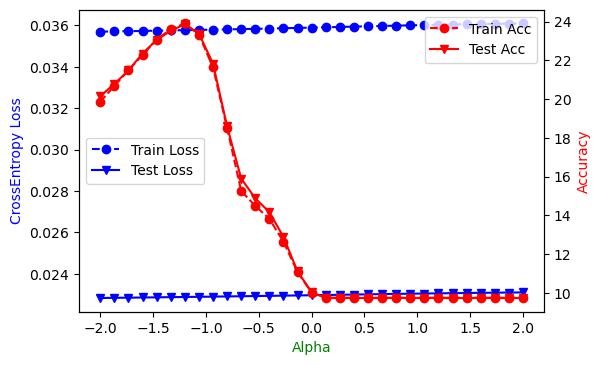 0.036
0.034
0.032
0.030
0.028
0.026
0.024
CrossEntropy Loss
Train Loss
Test Loss
Train Acc
Test Acc
24
22
20
18
16
14
12
10
Accuracy
−2.0 −1.5 −1.0 −0.5 0.0 0.5 1.0 1.5 2.0
Alpha